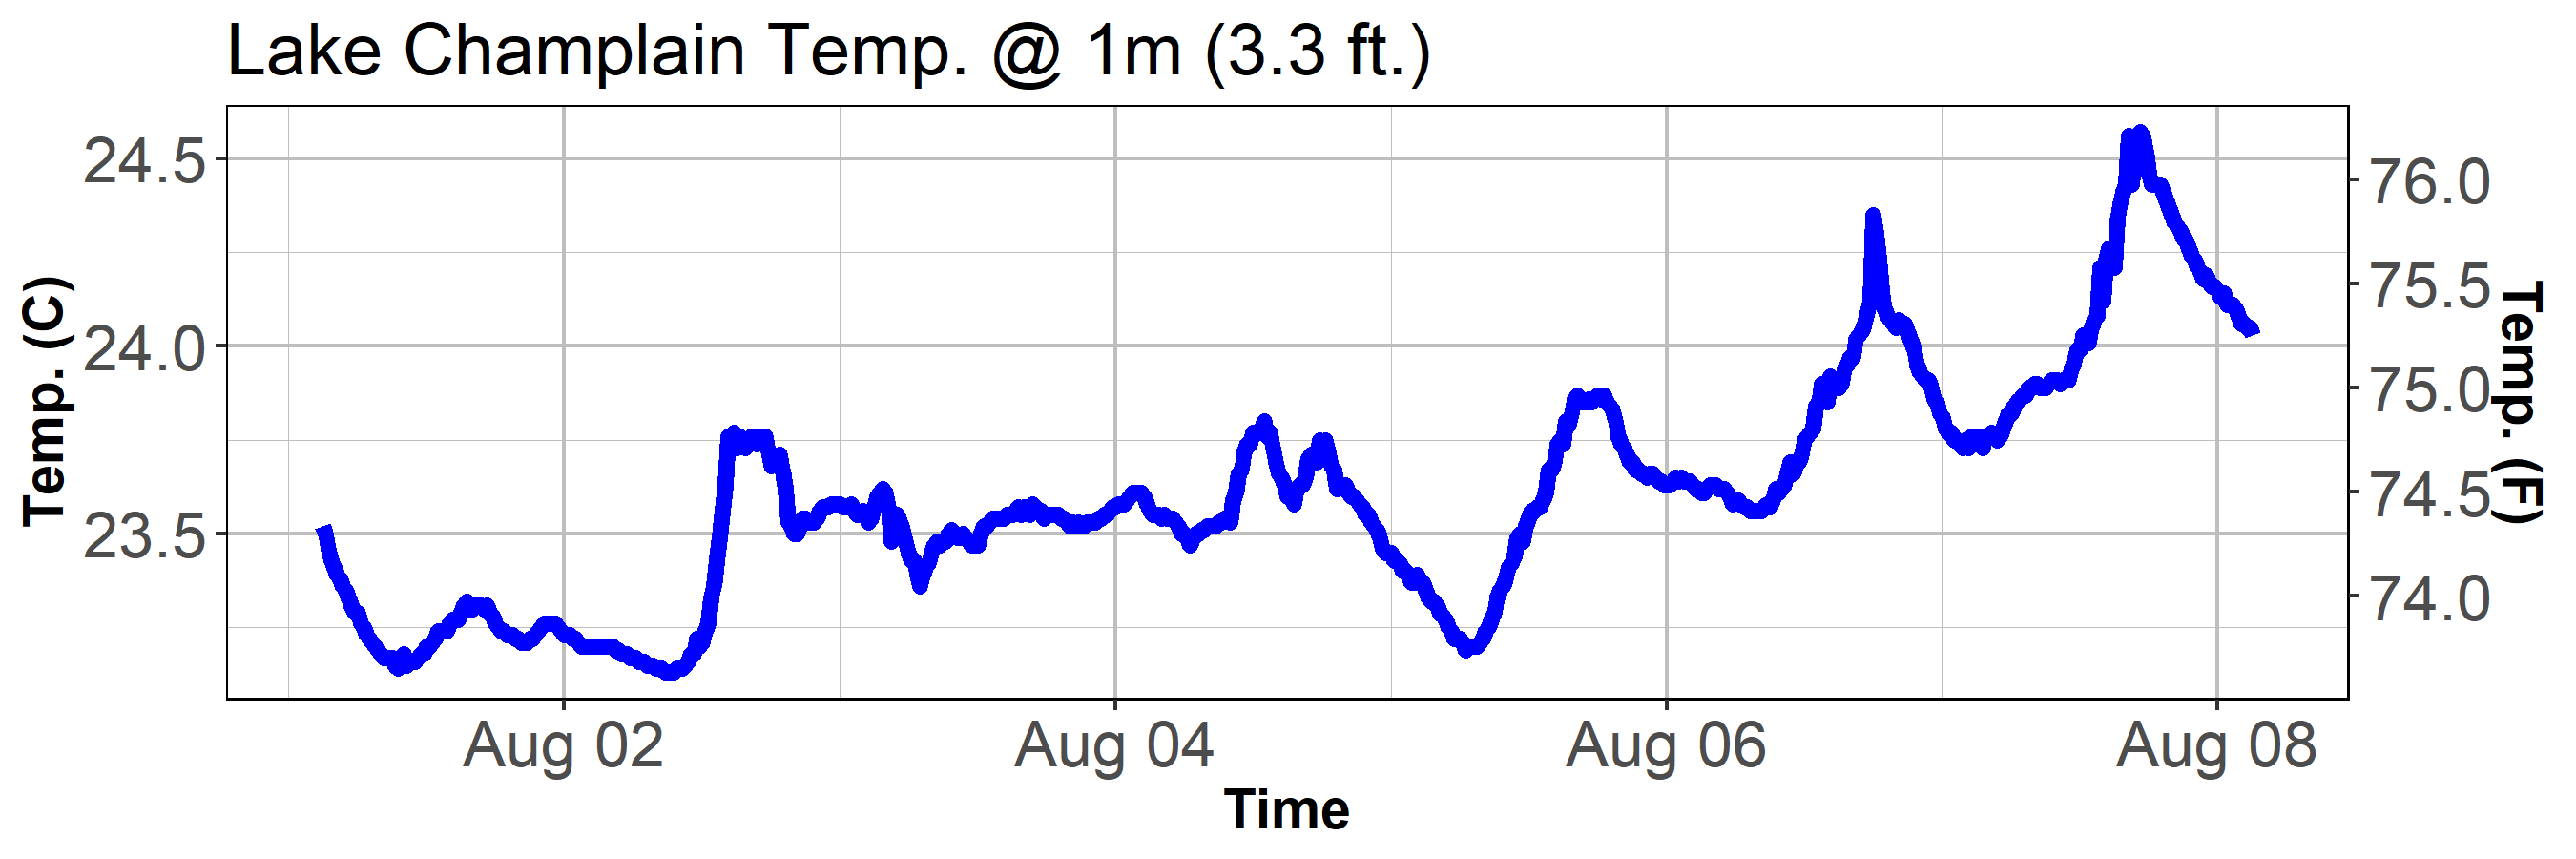 Lake Champlain Temp. @ 1m (3.3 ft.)
Temp. (C)
24.5
24.0
23.5
76.0
75.5
75.0
74.5
74.0
Temp. (F)
Aug 02 Aug 04 Aug 06 Aug 08
Time